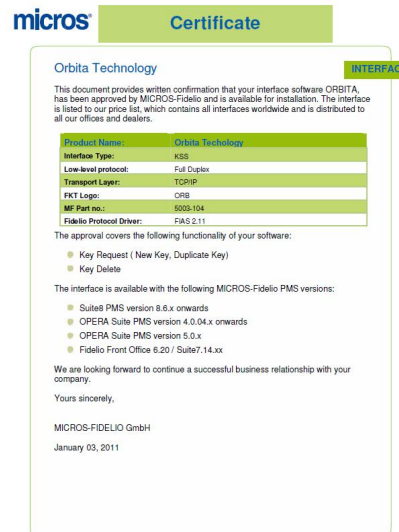 micros
Certificate
Orbita Technology
INTERFAC
This document provides written confirmation that your interface software ORBITA,
has been approved by MICROS-Fidelio and is available for installation. The interface
is listed to our price list, which contains all interfaces worldwide and is distributed to
all our offices and dealers.
Product Name: Orbita Techology
Interface Type: KSS
Low-level protocol: Full Duplex
Transport Layer: TCP/IP
FKT Logo: ORB
MF Part no.: 5003-104
Fidelio Protocol Driver: FIAS 2.11
The approval covers the following functionality of your software:
Key Request ( New Key, Duplicate Key)
Key Delete
The interface is available with the following MICROS-Fidelio PMS versions:
Suite8 PMS version 8.6.x onwards
OPERA Suite PMS version 4.0.04.x onwards
OPERA Suite PMS version 5.0.x
Fidelio Front Office 6.20 / Suite7.14.xx
We are looking forward to continue a successful business relationship with your
company.
Yours sincerely,
MICROS-FIDELIO GmbH
January 03, 2011